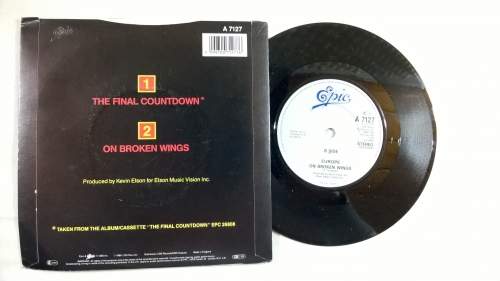 Epic
A 7127
1
THE FINAL COUNTDOWN*
2
ON BROKEN WINGS
Produced by Kevin Elson for Elson Music Vision Inc.
*TAKEN FROM THE ALBUM/CASSETTE "THE FINAL COUNTDOWN" EPC 26808
Epic
A 7127
STEREO
B SIDE
EUROPE
ON BROKEN WINGS